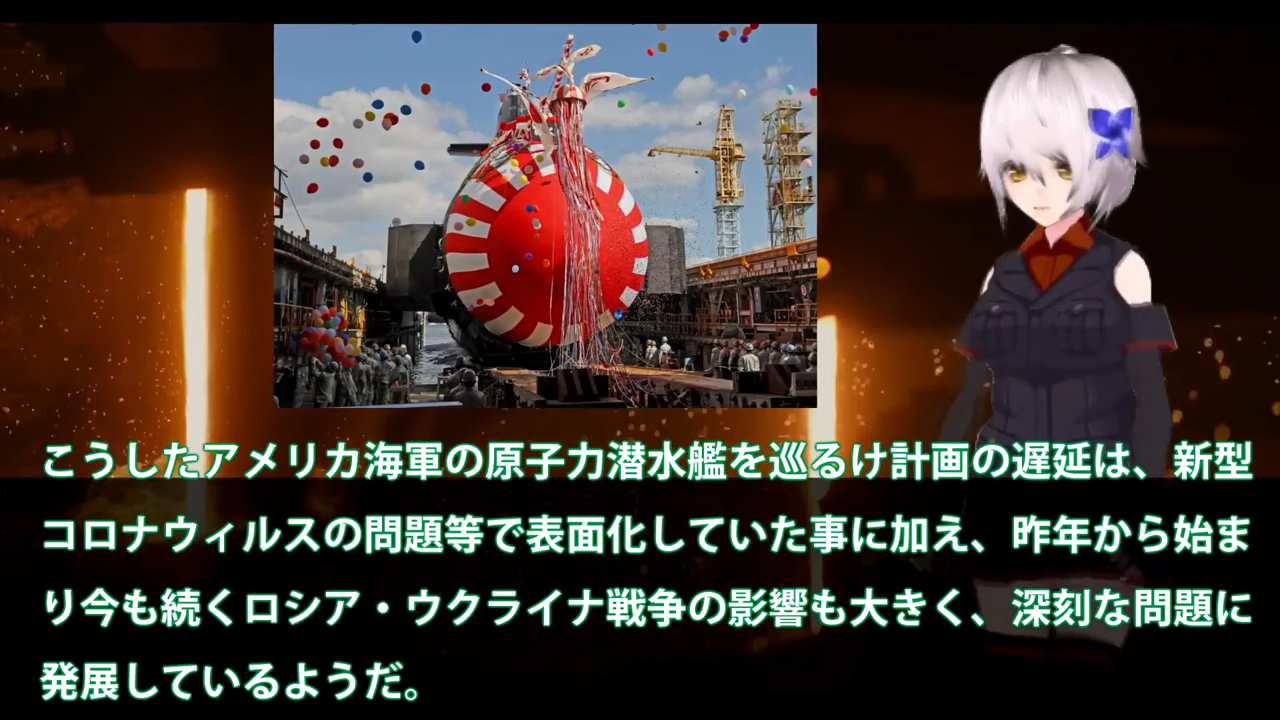 こうしたアメリカ海軍の原子力潜水艦を巡るけ計画の遅延は、新型
コロナウィルスの問題等で表面化していた事に加え、昨年から始ま
り今も続くロシア・ウクライナ戦争の影響も大きく、深刻な問題に
発展しているようだ。